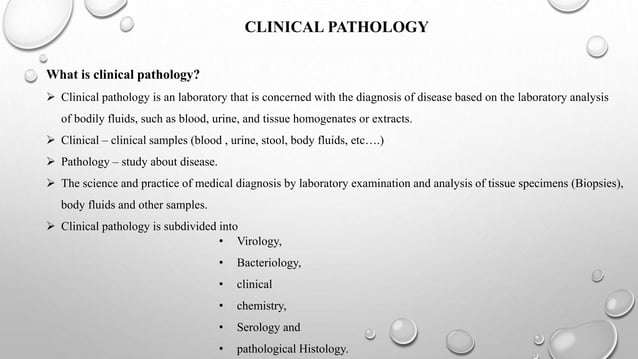 CLINICAL PATHOLOGY
What is clinical pathology?
➢ Clinical pathology is an laboratory that is concerned with the diagnosis of disease based on the laboratory analysis
of bodily fluids, such as blood, urine, and tissue homogenates or extracts.
➢ Clinical – clinical samples (blood , urine, stool, body fluids, etc….)
➢ Pathology – study about disease.
➢ The science and practice of medical diagnosis by laboratory examination and analysis of tissue specimens (Biopsies),
body fluids and other samples.
➢ Clinical pathology is subdivided into
• Virology,
• Bacteriology,
• clinical
• chemistry,
• Serology and
• pathological Histology.